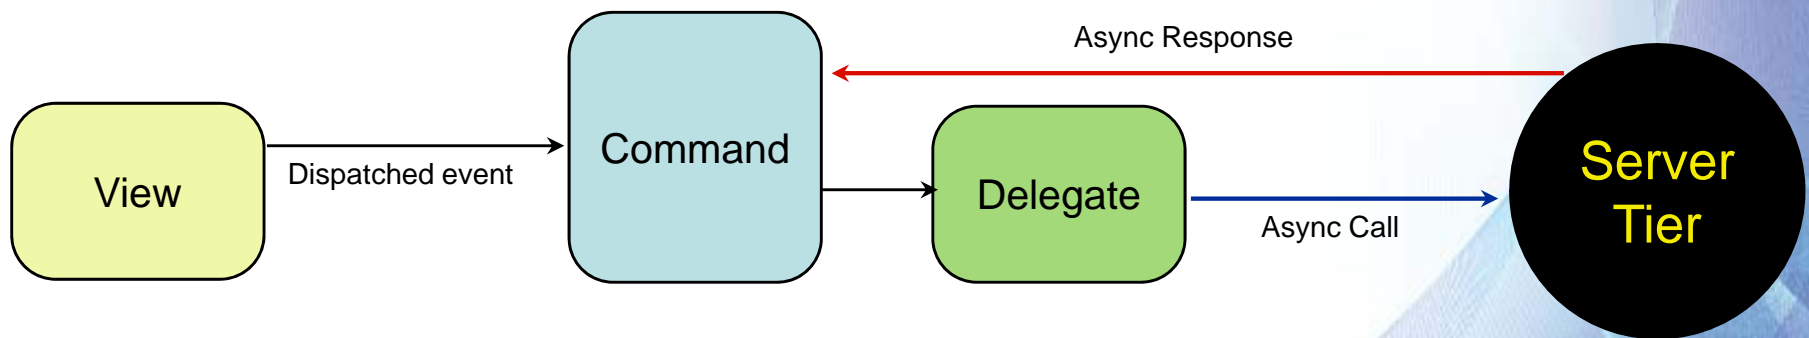 Async Response
Command
View
Dispatched event
Delegate
Async Call
Server
Tier